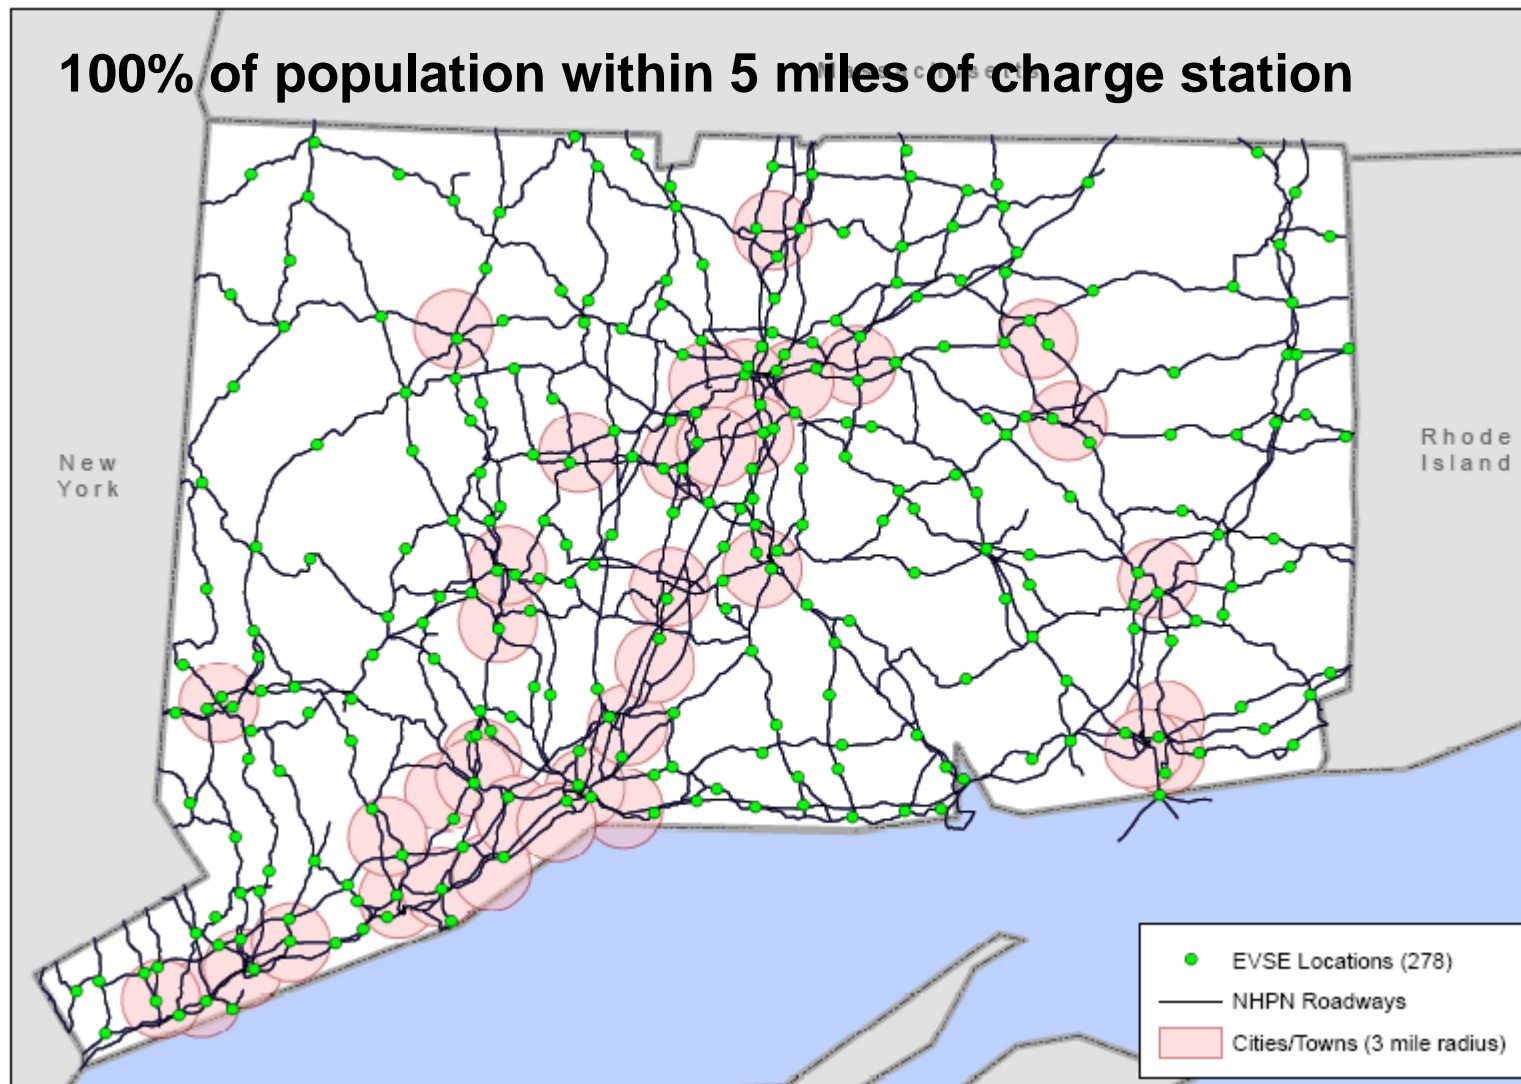 100% of population within 5 miles of charge station
Massachusetts
New
York
Rhode
Island
EVSE Locations (278)
NHPN Roadways
Cities/Towns (3 mile radius)